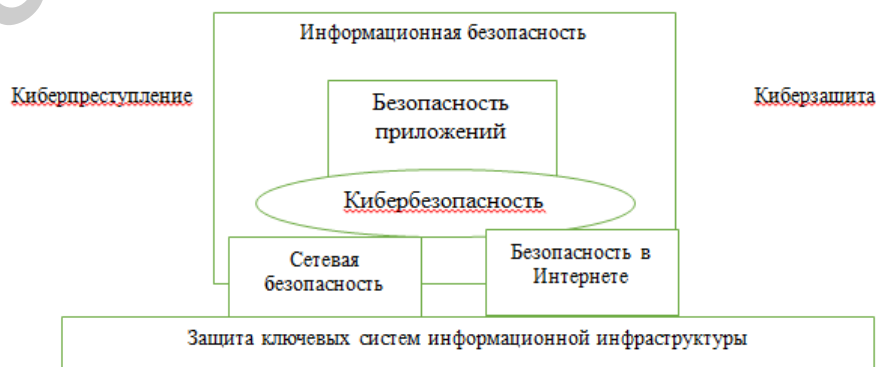 Информационная безопасность
Киберпреступление
Киберзащита
Безопасность
приложений
Кибербезопасность
Сетевая
безопасность
Безопасность в
Интернете
Защита ключевых систем информационной инфраструктуры